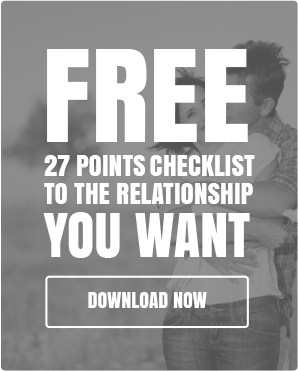 FREE
27 POINTS CHECKLIST
TO THE RELATIONSHIP
YOU WANT
DOWNLOAD NOW